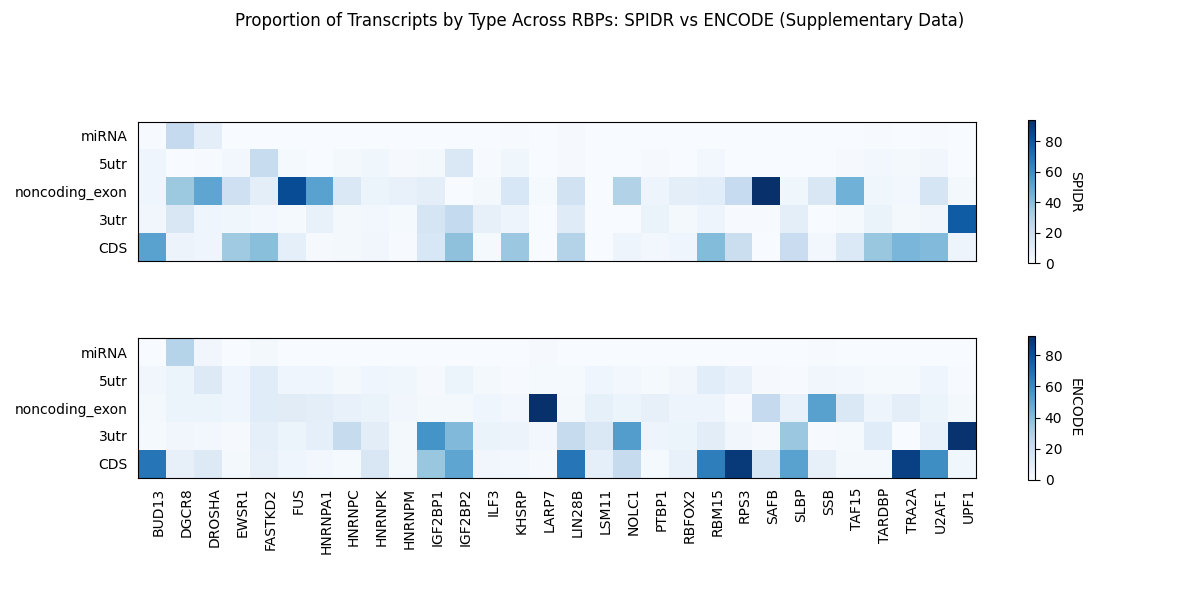 Proportion of Transcripts by Type Across RBPs: SPIDR vs ENCODE (Supplementary Data)
miRNA
5utr
noncoding_exon
3utr
CDS
80
60
40
20
0
SPIDR
miRNA
5utr
noncoding_exon
3utr
CDS
80
60
40
20
0
ENCODE
BUD13
DGCR8
DROSHA
EWSR1
FASTKD2
FUS
HNRNPA1
HNRNPC
HNRNPK
HNRNPM
IGF2BP1
IGF2BP2
ILF3
KHSRP
LARP7
LIN28B
LSM11
NOLC1
PTBP1
RBFOX2
RBM15
RPS3
SAFB
SLBP
SSB
TAF15
TARDBP
TRA2A
U2AF1
UPF1